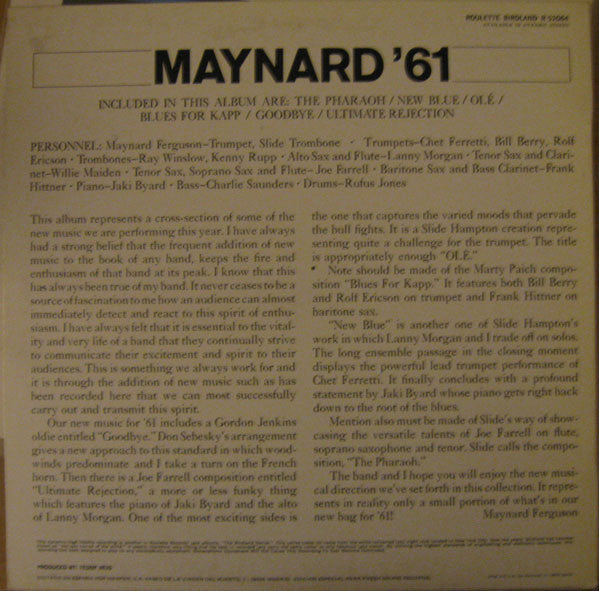 ROULETTE BIRDLAND R 52064
MAYNARD '61
INCLUDED IN THIS ALBUM ARE: THE PHARAOH / NEW BLUE / OLÉ /
BLUES FOR KAPP / GOODBYE / ULTIMATE REJECTION
PERSONNEL: Maynard Ferguson–Trumpet, Slide Trombone · Trumpets–Chet Ferretti, Bill Berry, Rolf
Ericson · Trombones–Ray Winslow, Kenny Rupp · Alto Sax and Flute–Lanny Morgan · Tenor Sax and Clari-
net–Willie Maiden · Tenor Sax, Soprano Sax and Flute–Joe Farrell · Baritone Sax and Bass Clarinet–Frank
Hittner · Piano–Jaki Byard · Bass–Charlie Saunders · Drums–Rufus Jones
This album represents a cross-section of some of the
new music we are performing this year. I have always
had a strong belief that the frequent addition of new
music to the book of any band, keeps the fire and
enthusiasm of that band at its peak. I know that this
has always been true of my band. It never ceases to be a
source of fascination to me how an audience can almost
immediately detect and react to this spirit of enthu-
siasm. I have always felt that it is essential to the vital-
ity and very life of a band that they continually strive
to communicate their excitement and spirit to their
audiences. This is something we always work for and
it is through the addition of new music such as has
been recorded here that we can most successfully
carry out and transmit this spirit.
Our new music for '61 includes a Gordon Jenkins
oldie entitled "Goodbye." Don Sebesky's arrangement
gives a new approach to this standard in which wood-
winds predominate and I take a turn on the French
horn. Then there is a Joe Farrell composition entitled
"Ultimate Rejection," a more or less funky thing
which features the piano of Jaki Byard and the alto
of Lanny Morgan. One of the most exciting sides is
the one that captures the varied moods that pervade
the bull fights. It is a Slide Hampton creation repre-
senting quite a challenge for the trumpet. The title
is appropriately enough "OLÉ."
Note should be made of the Marty Paich compo-
sition "Blues For Kapp." It features both Bill Berry
and Rolf Ericson on trumpet and Frank Hittner on
baritone sax.
"New Blue" is another one of Slide Hampton's
work in which Lanny Morgan and I trade off on solos.
The long ensemble passage in the closing moment
displays the powerful lead trumpet performance of
Chet Ferretti. It finally concludes with a profound
statement by Jaki Byard whose piano gets right back
down to the root of the blues.
Mention also must be made of Slide's way of show-
casing the versatile talents of Joe Farrell on flute,
soprano saxophone and tenor. Slide calls the compo-
sition, "The Pharaoh."
The band and I hope you will enjoy the new musi-
cal direction we've set forth in this collection. It repre-
sents in reality only a small portion of what's in our
new bag for '61! Maynard Ferguson
PRODUCED BY: TEDDY REIG